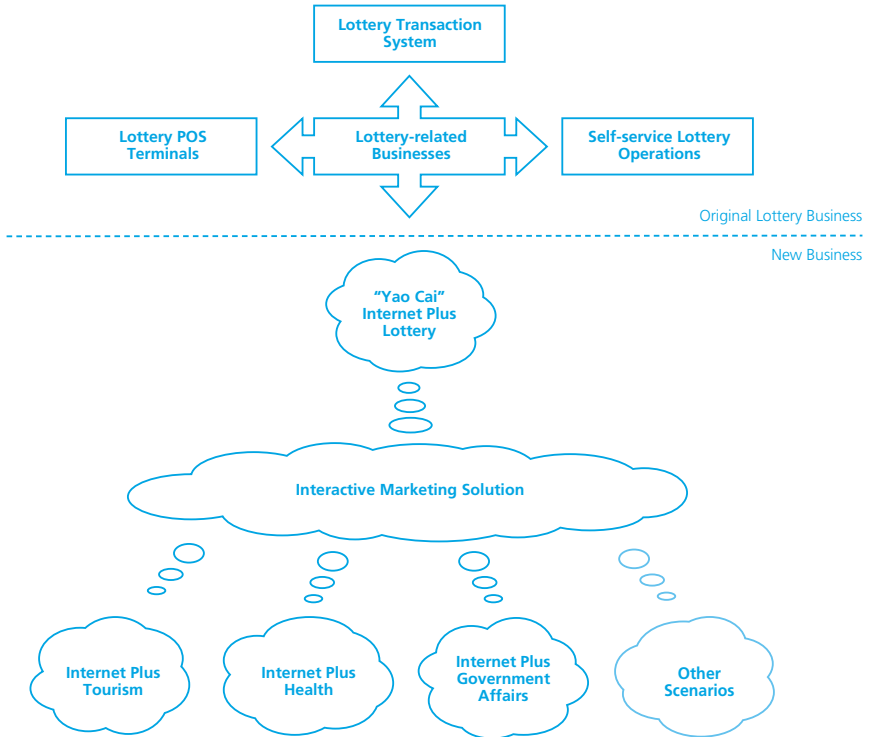 Lottery Transaction
System
Lottery POS
Terminals
Lottery-related
Businesses
Self-service Lottery
Operations
Original Lottery Business
New Business
“Yao Cai”
Internet Plus
Lottery
Interactive Marketing Solution
Internet Plus
Tourism
Internet Plus
Health
Internet Plus
Government
Affairs
Other
Scenarios